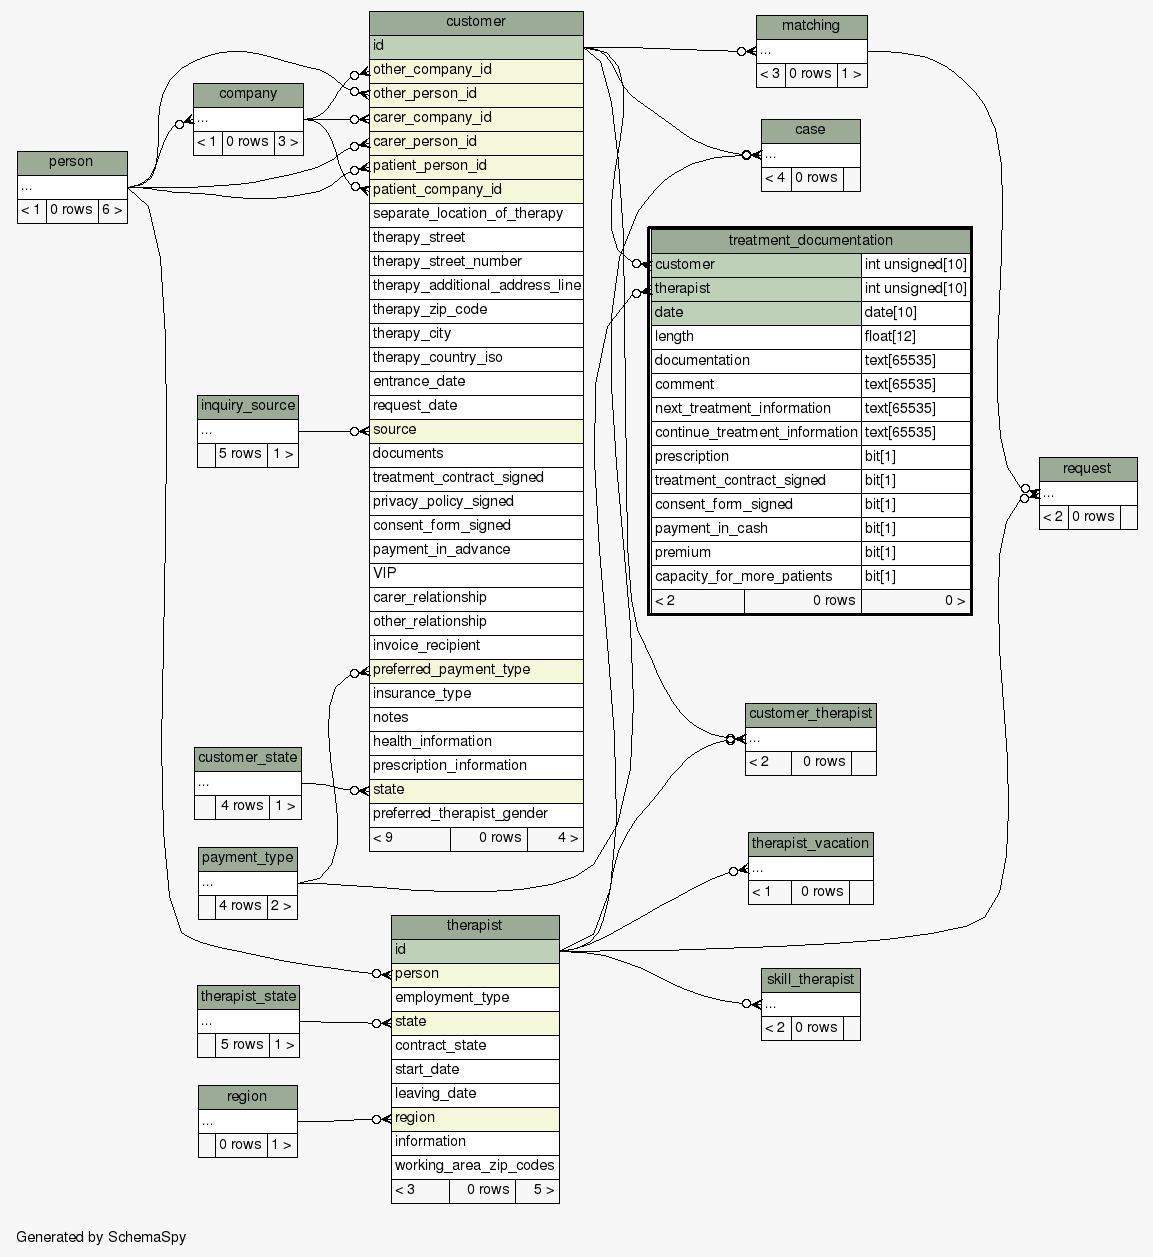 customer
id
other_company_id
other_person_id
carer_company_id
carer_person_id
patient_person_id
patient_company_id
separate_location_of_therapy
therapy_street
therapy_street_number
therapy_additional_address_line
therapy_zip_code
therapy_city
therapy_country_iso
entrance_date
request_date
source
documents
treatment_contract_signed
privacy_policy_signed
consent_form_signed
payment_in_advance
VIP
carer_relationship
other_relationship
invoice_recipient
preferred_payment_type
insurance_type
notes
health_information
prescription_information
state
preferred_therapist_gender
< 9 0 rows 4 >
matching
...
< 3 0 rows 1 >
company
...
< 1 0 rows 3 >
case
...
< 4 0 rows
person
...
< 1 0 rows 6 >
treatment_documentation
customer int unsigned[10]
therapist int unsigned[10]
date date[10]
length float[12]
documentation text[65535]
comment text[65535]
next_treatment_information text[65535]
continue_treatment_information text[65535]
prescription bit[1]
treatment_contract_signed bit[1]
consent_form_signed bit[1]
payment_in_cash bit[1]
premium bit[1]
capacity_for_more_patients bit[1]
< 2 0 rows 0 >
inquiry_source
...
5 rows 1 >
request
...
< 2 0 rows
customer_therapist
...
< 2 0 rows
customer_state
...
4 rows 1 >
therapist_vacation
...
< 1 0 rows
payment_type
...
4 rows 2 >
therapist
id
person
employment_type
state
contract_state
start_date
leaving_date
region
information
working_area_zip_codes
< 3 0 rows 5 >
skill_therapist
...
< 2 0 rows
therapist_state
...
5 rows 1 >
region
...
0 rows 1 >
Generated by SchemaSpy